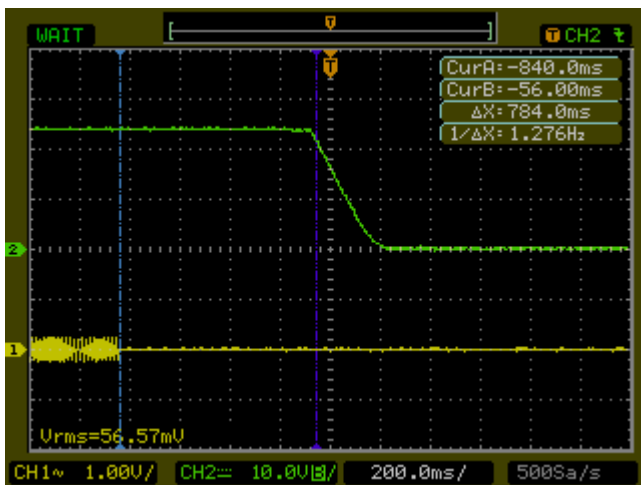 WAIT
T
T CH2
T
CurA=-840.0ms
CurB=-56.00ms
ΔX=784.0ms
1/ΔX=1.276Hz
2
1
Vrms=56.57mV
CH1~ 1.00V/ CH2 10.0VB/ 200.0ms/ 500Sa/s